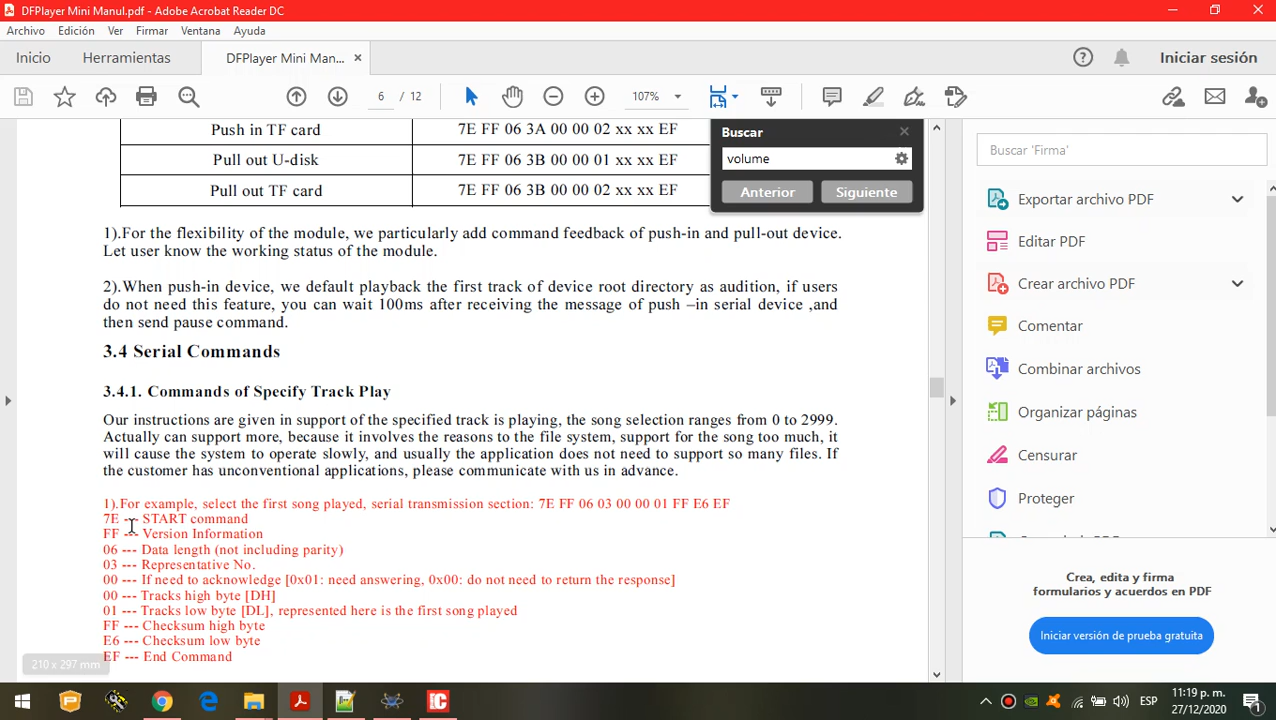 DFPlayer Mini Manul.pdf - Adobe Acrobat Reader DC
Archivo Edición Ver Firmar Ventana Ayuda
Inicio Herramientas DFPlayer Mini Man... × Iniciar sesión
6 / 12 107%
Push in TF card 7E FF 06 3A 00 00 02 xx xx EF
Pull out U-disk 7E FF 06 3B 00 00 01 xx xx EF
Pull out TF card 7E FF 06 3B 00 00 02 xx xx EF
Buscar
volume
Anterior Siguiente
1).For the flexibility of the module, we particularly add command feedback of push-in and pull-out device.
Let user know the working status of the module.
2).When push-in device, we default playback the first track of device root directory as audition, if users
do not need this feature, you can wait 100ms after receiving the message of push –in serial device ,and
then send pause command.
3.4 Serial Commands
3.4.1. Commands of Specify Track Play
Our instructions are given in support of the specified track is playing, the song selection ranges from 0 to 2999.
Actually can support more, because it involves the reasons to the file system, support for the song too much, it
will cause the system to operate slowly, and usually the application does not need to support so many files. If
the customer has unconventional applications, please communicate with us in advance.
1).For example, select the first song played, serial transmission section: 7E FF 06 03 00 00 01 FF E6 EF
7E --- START command
FF --- Version Information
06 --- Data length (not including parity)
03 --- Representative No.
00 --- If need to acknowledge [0x01: need answering, 0x00: do not need to return the response]
00 --- Tracks high byte [DH]
01 --- Tracks low byte [DL], represented here is the first song played
FF --- Checksum high byte
E6 --- Checksum low byte
EF --- End Command
210 x 297 mm
Buscar 'Firma'
Exportar archivo PDF
Editar PDF
Crear archivo PDF
Comentar
Combinar archivos
Organizar páginas
Censurar
Proteger
Crea, edita y firma
formularios y acuerdos en PDF
Iniciar versión de prueba gratuita
ESP
11:19 p. m.
27/12/2020
1